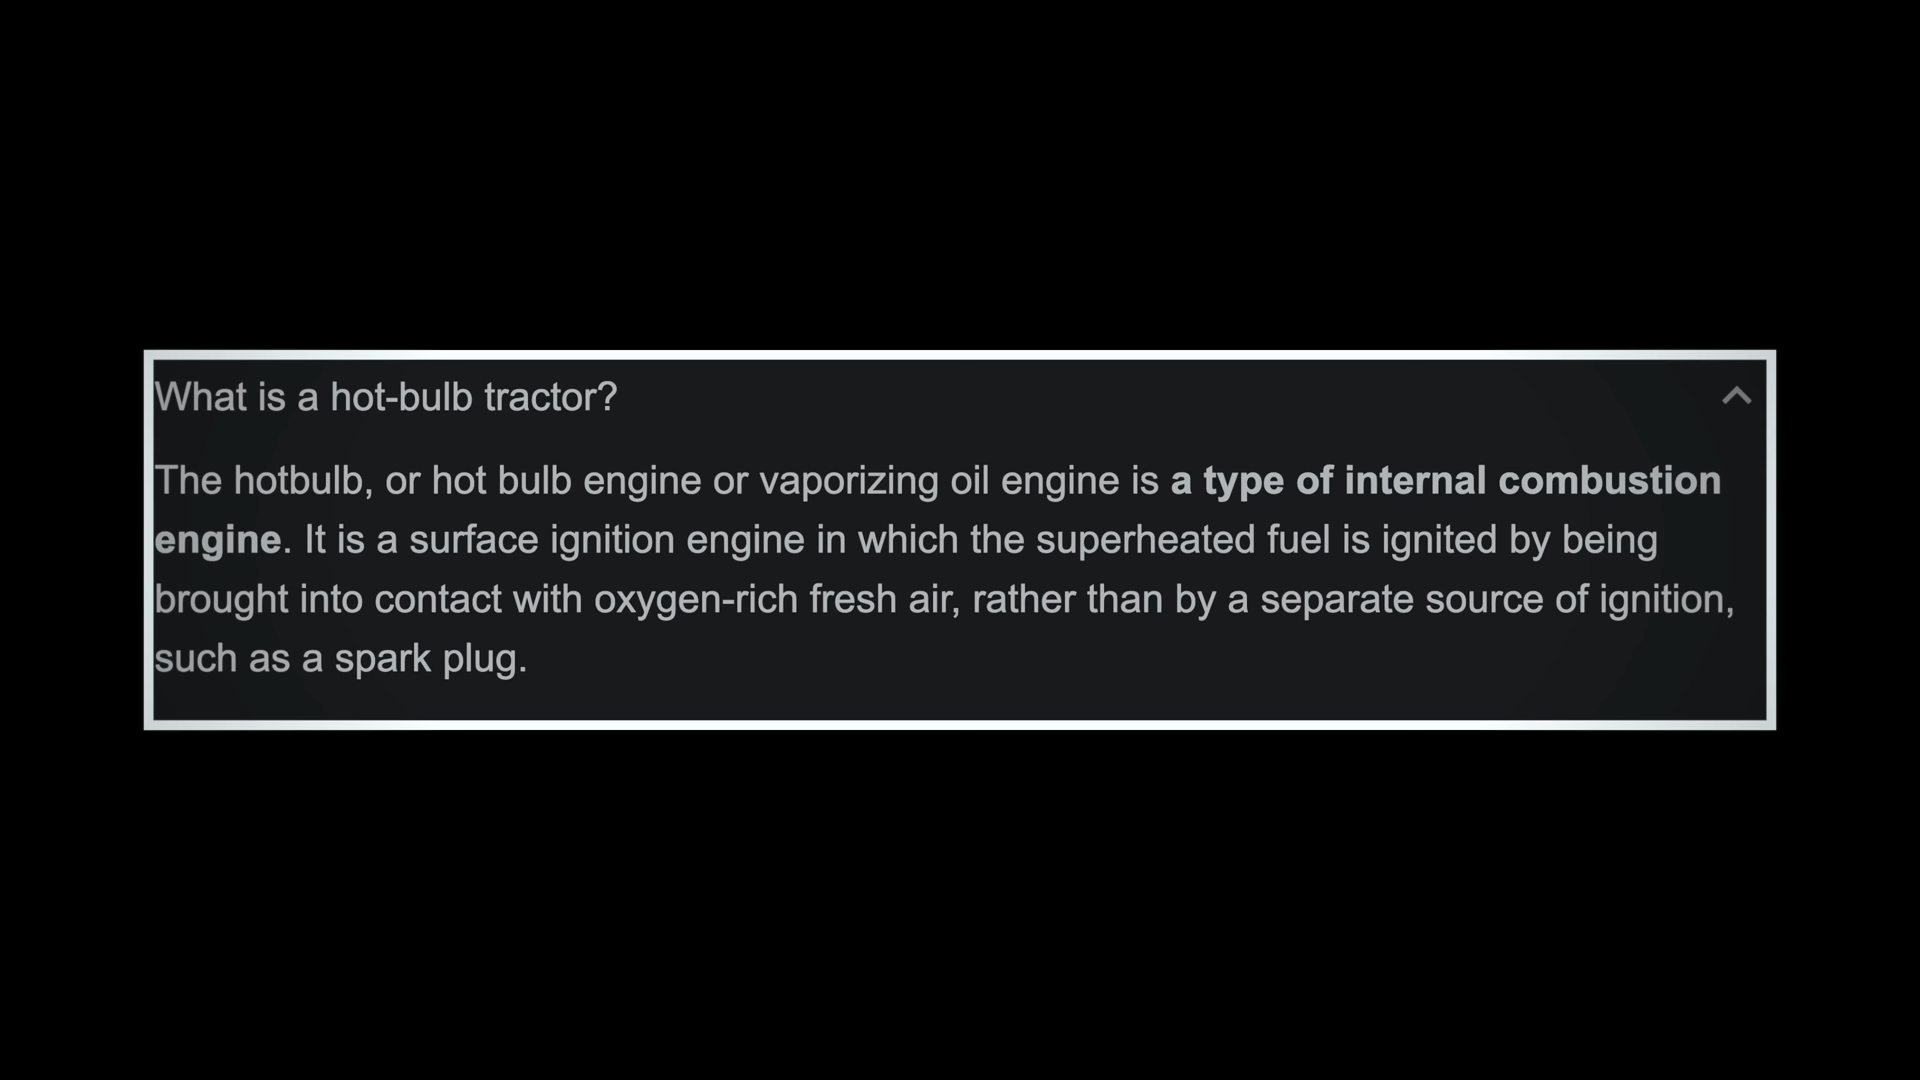 What is a hot-bulb tractor?
The hotbulb, or hot bulb engine or vaporizing oil engine is a type of internal combustion
engine. It is a surface ignition engine in which the superheated fuel is ignited by being
brought into contact with oxygen-rich fresh air, rather than by a separate source of ignition,
such as a spark plug.